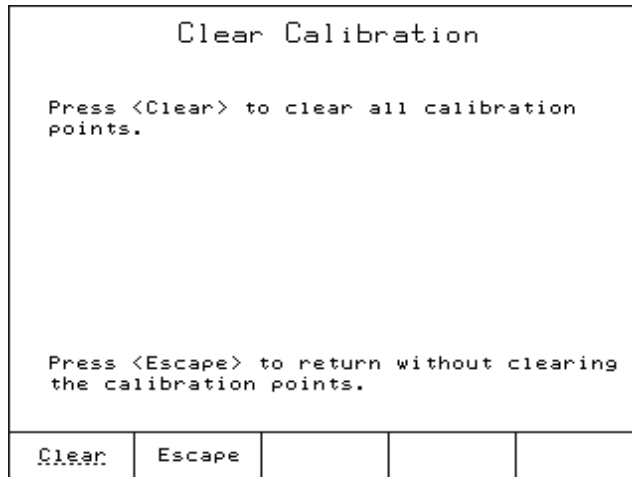 Clear Calibration
Press <Clear> to clear all calibration
points.
Press <Escape> to return without clearing
the calibration points.
Clear
Escape